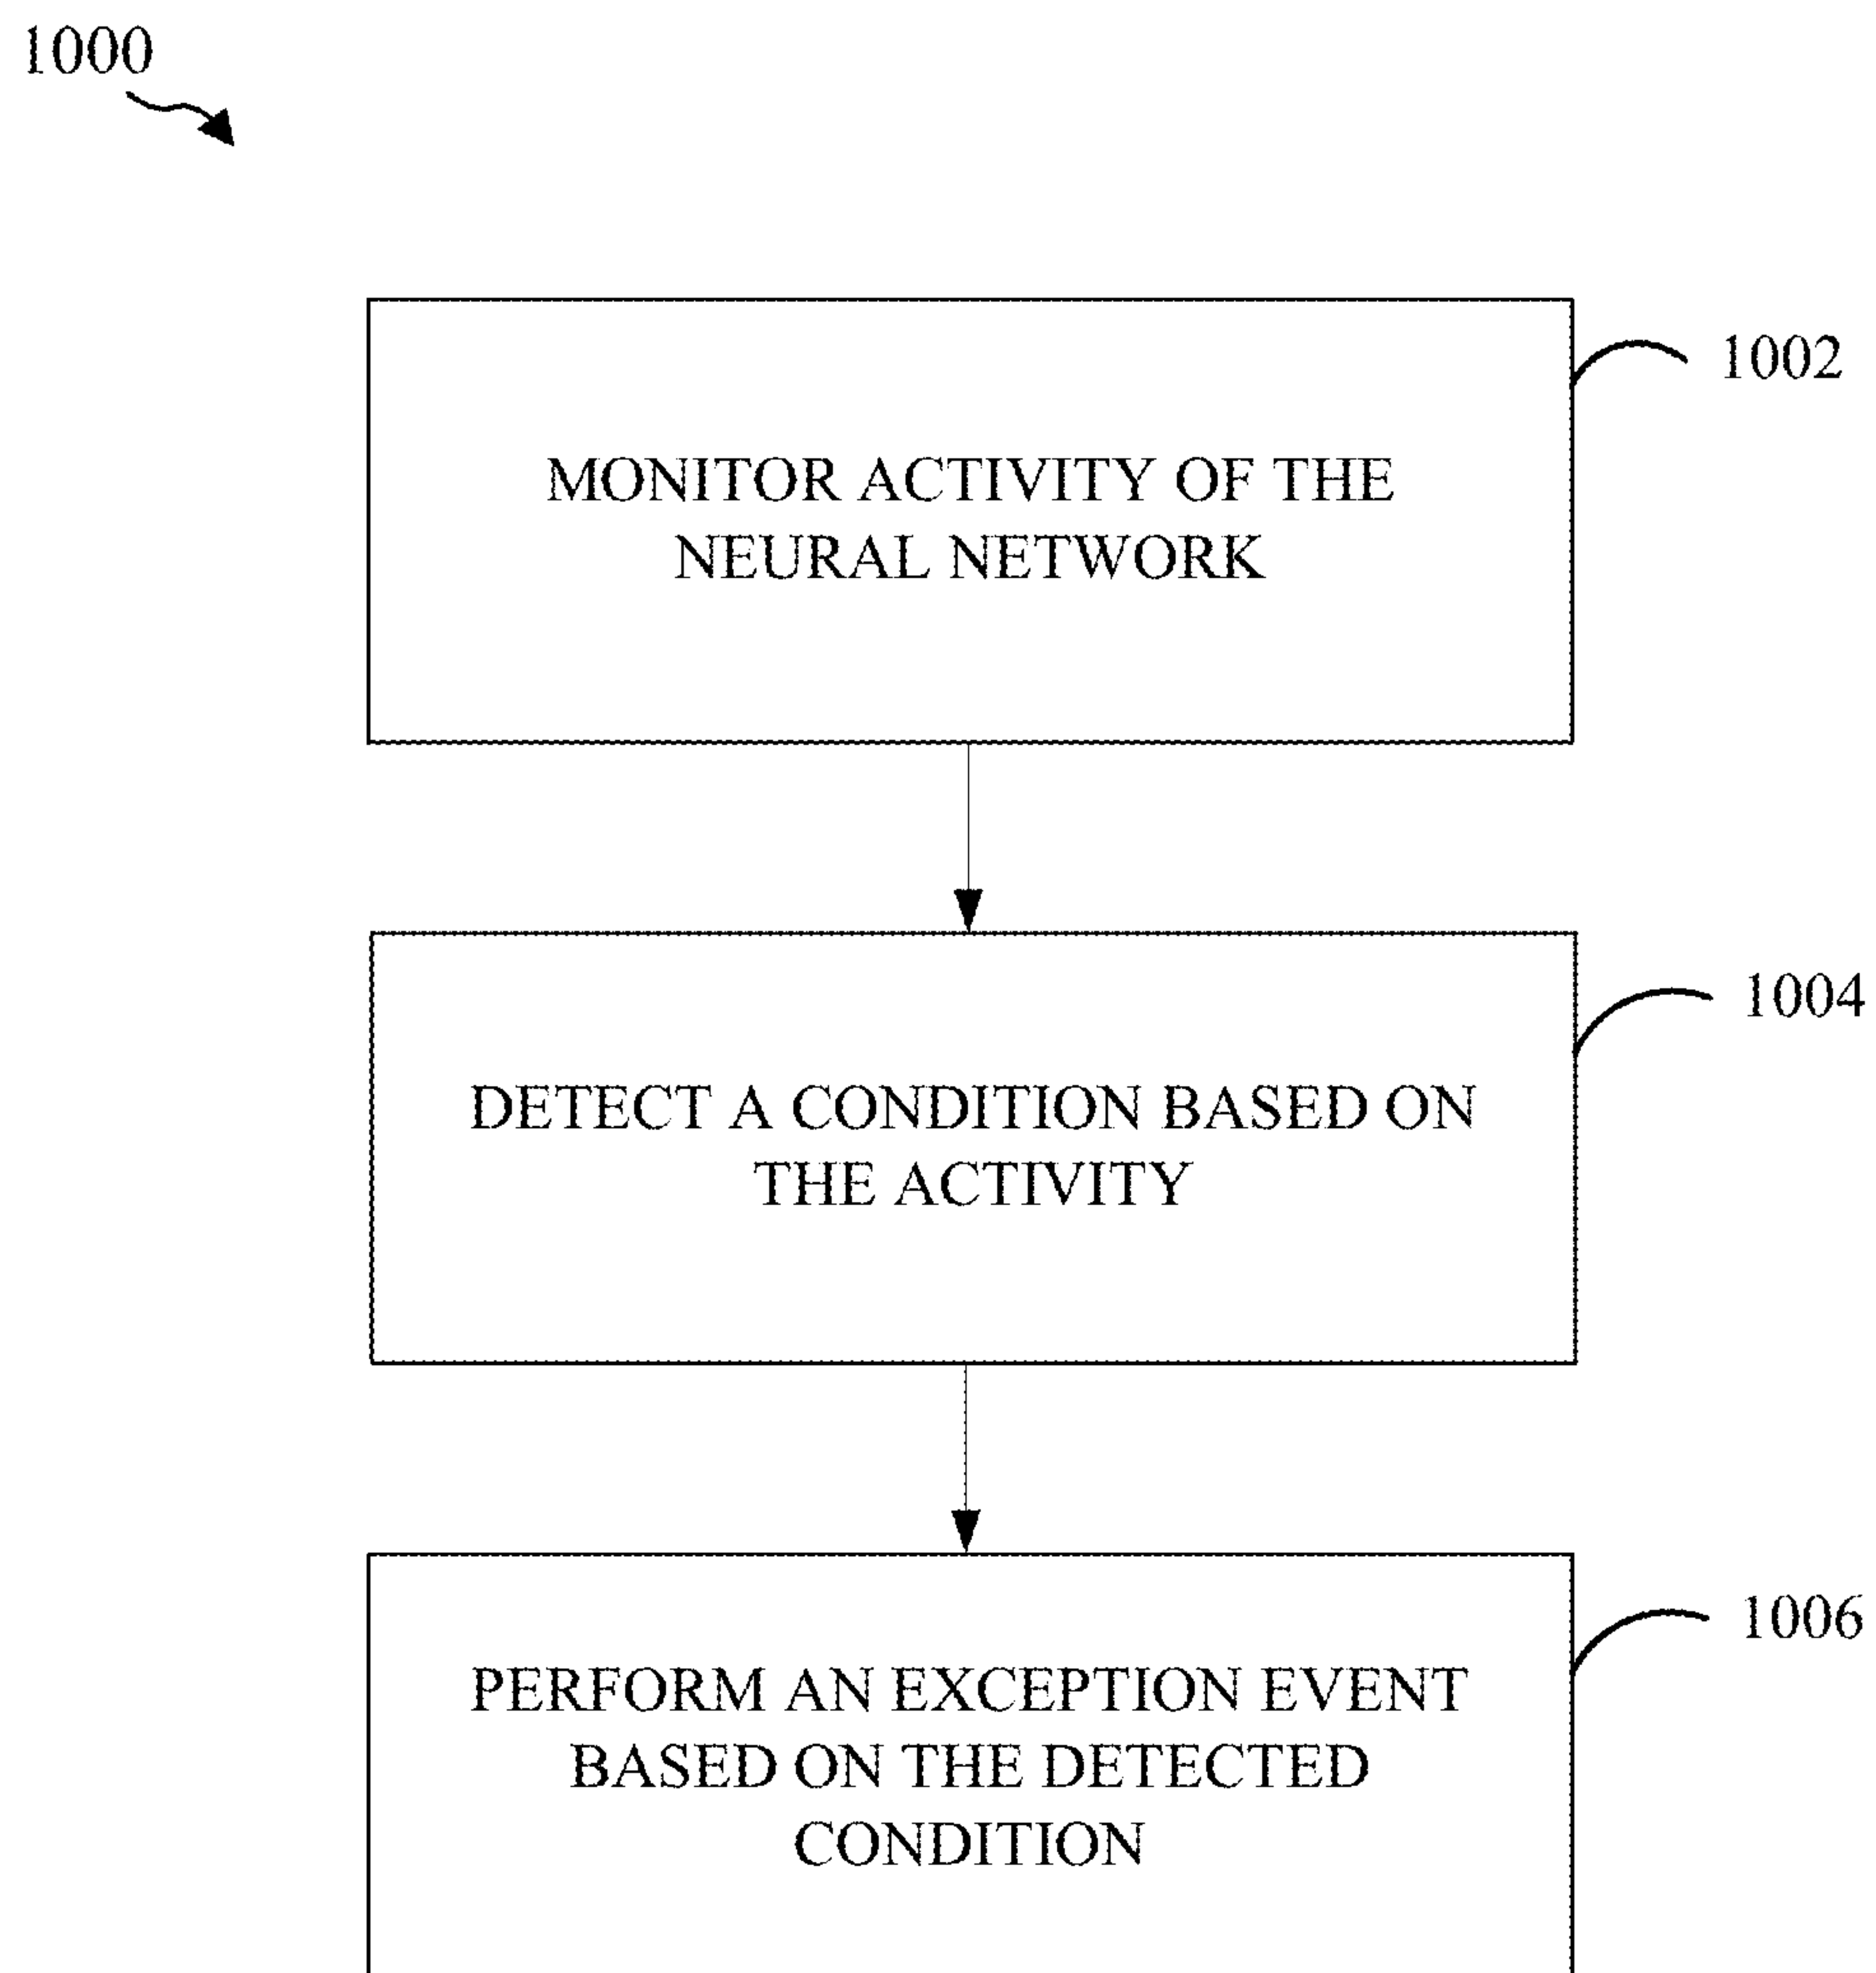 1000
1002
MONITOR ACTIVITY OF THE
NEURAL NETWORK
1004
DETECT A CONDITION BASED ON
THE ACTIVITY
1006
PERFORM AN EXCEPTION EVENT
BASED ON THE DETECTED
CONDITION